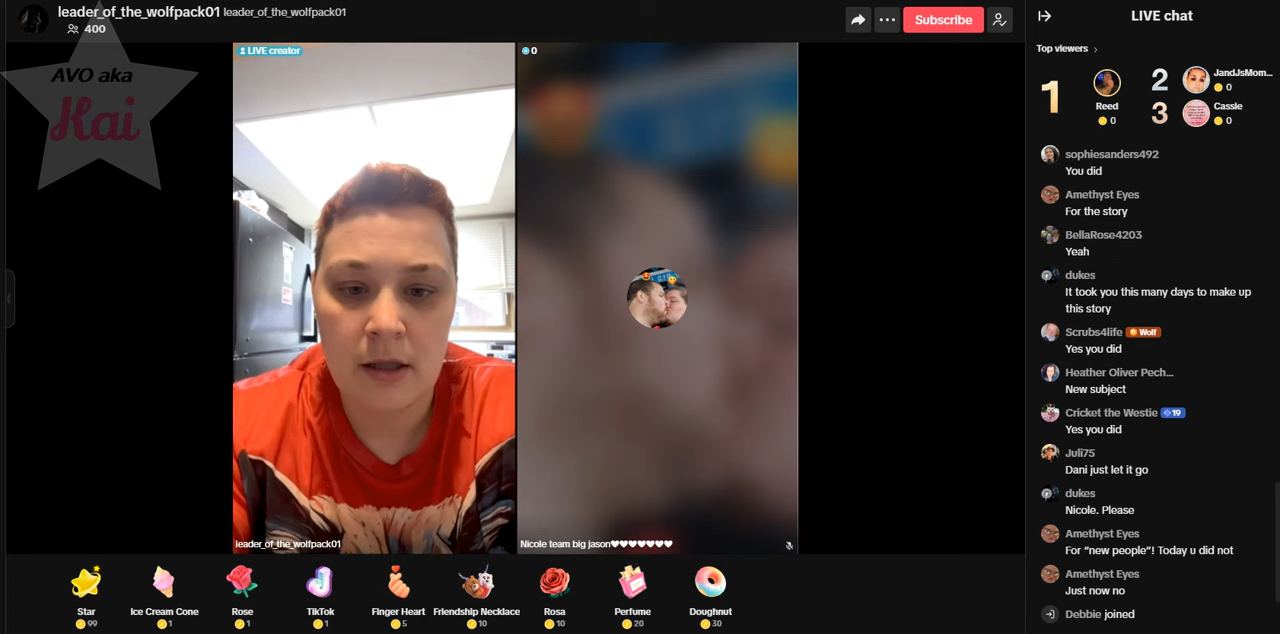 leader_of_the_wolfpack01 leader_of_the_wolfpack01
400
Subscribe
AVO aka
Kai
LIVE creator
0
leader_of_the_wolfpack01
Nicole team big jason♥♥♥♥♥♥♥
Star
99
Ice Cream Cone
1
Rose
1
TikTok
1
Finger Heart
5
Friendship Necklace
10
Rosa
10
Perfume
20
Doughnut
30
LIVE chat
Top viewers
1
Reed
0
2
JandJsMom...
0
3
Cassie
0
sophiesanders492
You did
Amethyst Eyes
For the story
BellaRose4203
Yeah
dukes
It took you this many days to make up
this story
Scrubs4life Wolf
Yes you did
Heather Oliver Pech...
New subject
Cricket the Westie 19
Yes you did
Juli75
Dani just let it go
dukes
Nicole. Please
Amethyst Eyes
For “new people”! Today u did not
Amethyst Eyes
Just now no
Debbie joined